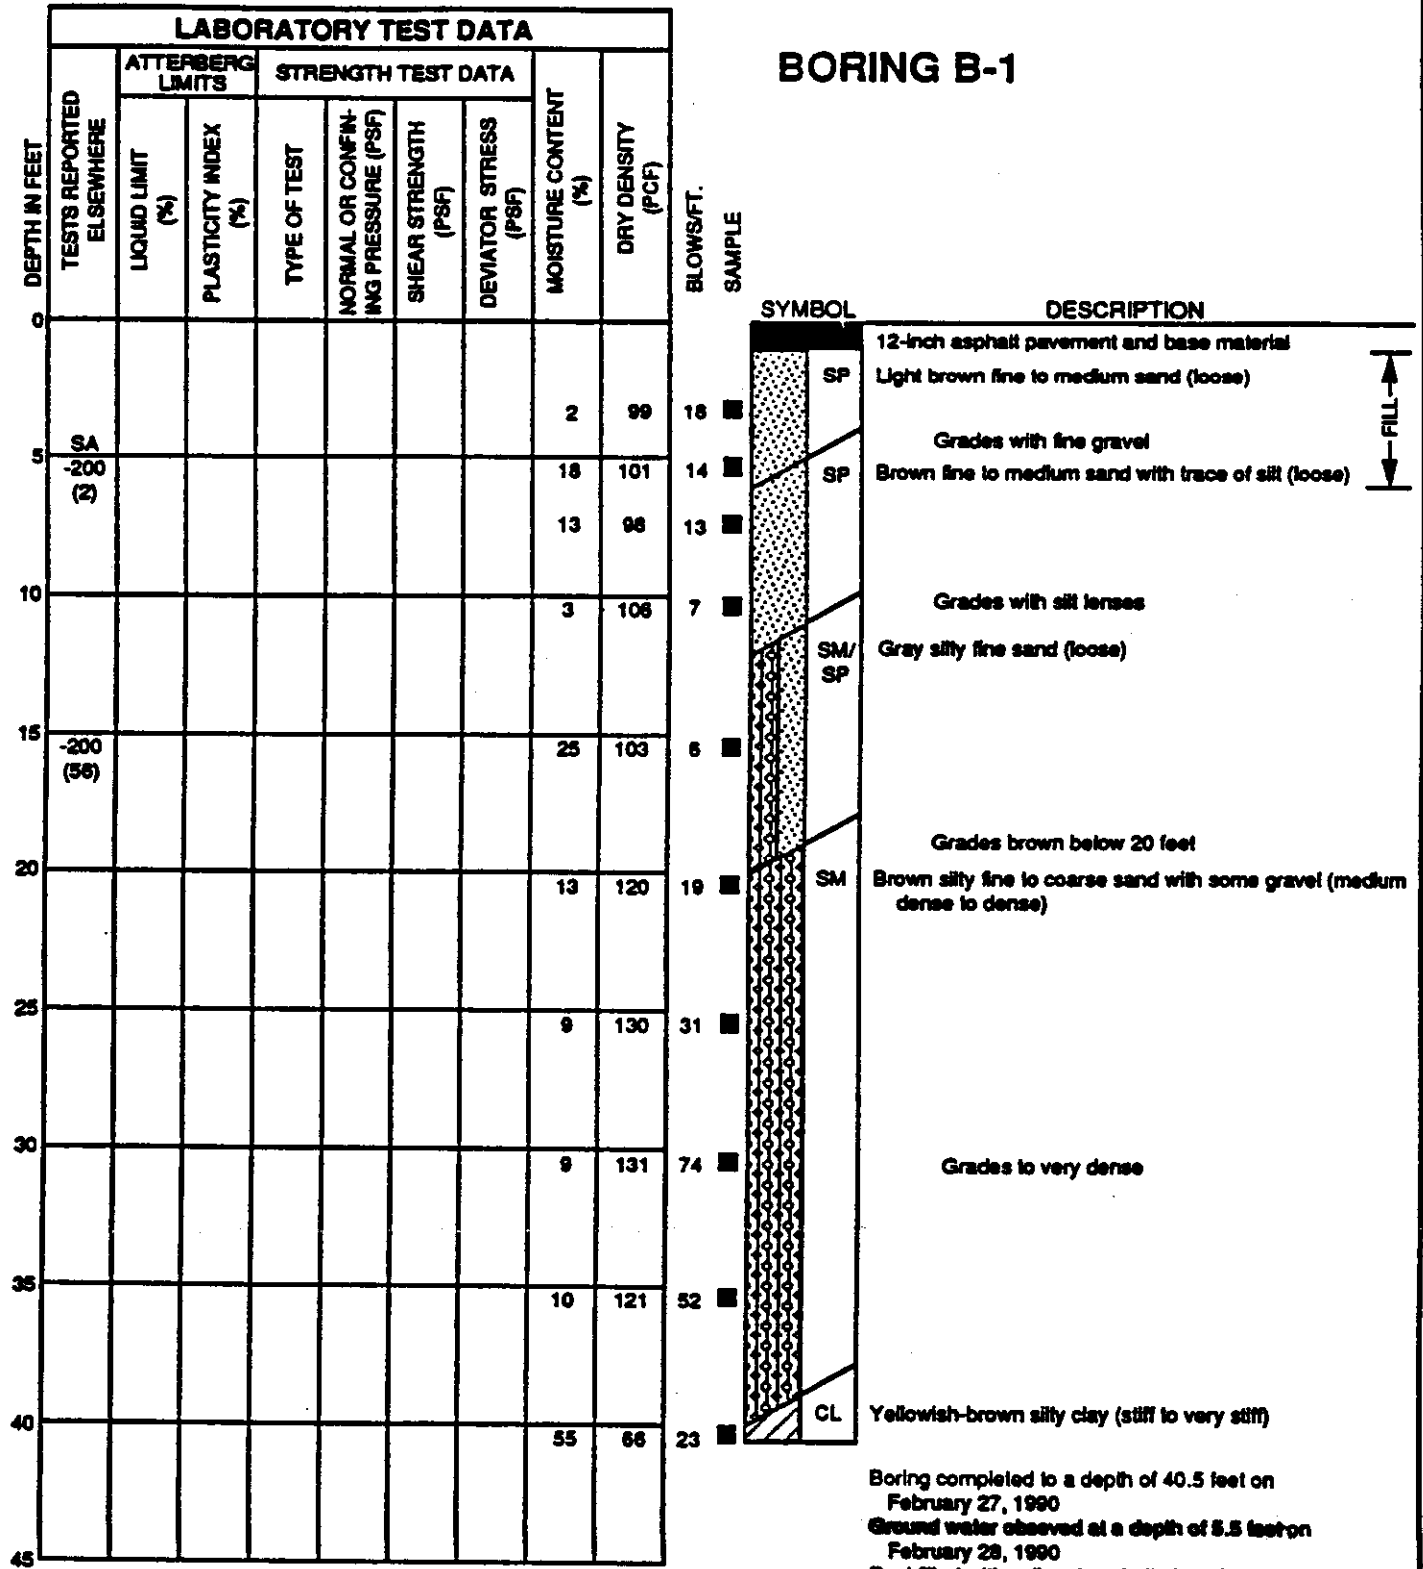 LABORATORY TEST DATA
BORING B-1
ATTERBERG LIMITS
STRENGTH TEST DATA
DEPTH IN FEET
TESTS REPORTED ELSEWHERE
LIQUID LIMIT (%)
PLASTICITY INDEX (%)
TYPE OF TEST
NORMAL OR CONFIN-
ING PRESSURE (PSF)
SHEAR STRENGTH (PSF)
DEVIATOR STRESS (PSF)
MOISTURE CONTENT (%)
DRY DENSITY (PCF)
BLOWS/FT.
SAMPLE
SYMBOL DESCRIPTION
0
12-inch asphalt pavement and base material
SP Light brown fine to medium sand (loose)
FILL
2 99 18
Grades with fine gravel
SA
5 -200 18 101 14 SP Brown fine to medium sand with trace of silt (loose)
(2)
13 98 13
10
3 106 7 Grades with silt lenses
SM/ Gray silty fine sand (loose)
SP
15 -200 25 103 6
(56)
Grades brown below 20 feet
20
13 120 19 SM Brown silty fine to coarse sand with some gravel (medium
dense to dense)
25
9 130 31
30
9 131 74 Grades to very dense
35
10 121 52
CL Yellowish-brown silty clay (stiff to very stiff)
40
55 66 23
Boring completed to a depth of 40.5 feet on
February 27, 1990
Ground water obseved at a depth of 5.5 feet on
February 28, 1990
45